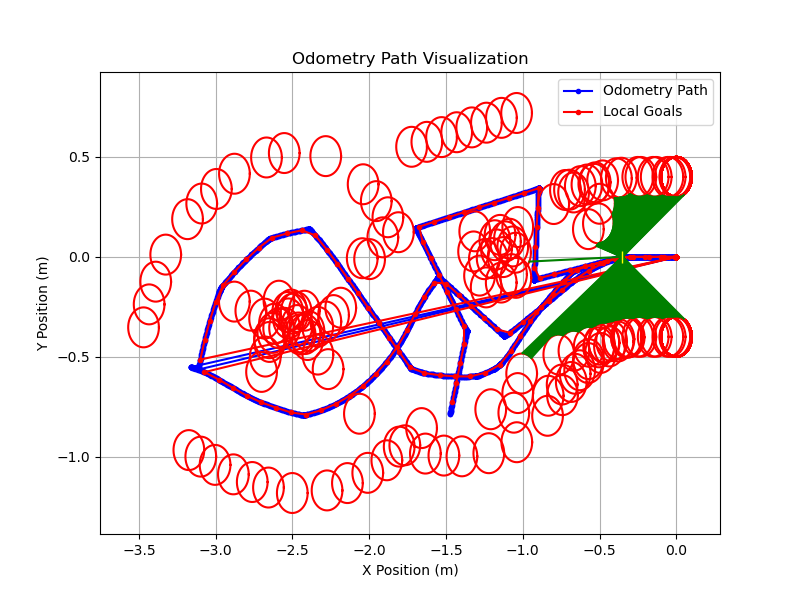 Odometry Path Visualization
Odometry Path
Local Goals
Y Position (m)
0.5
0.0
−0.5
−1.0
−3.5 −3.0 −2.5 −2.0 −1.5 −1.0 −0.5 0.0
X Position (m)